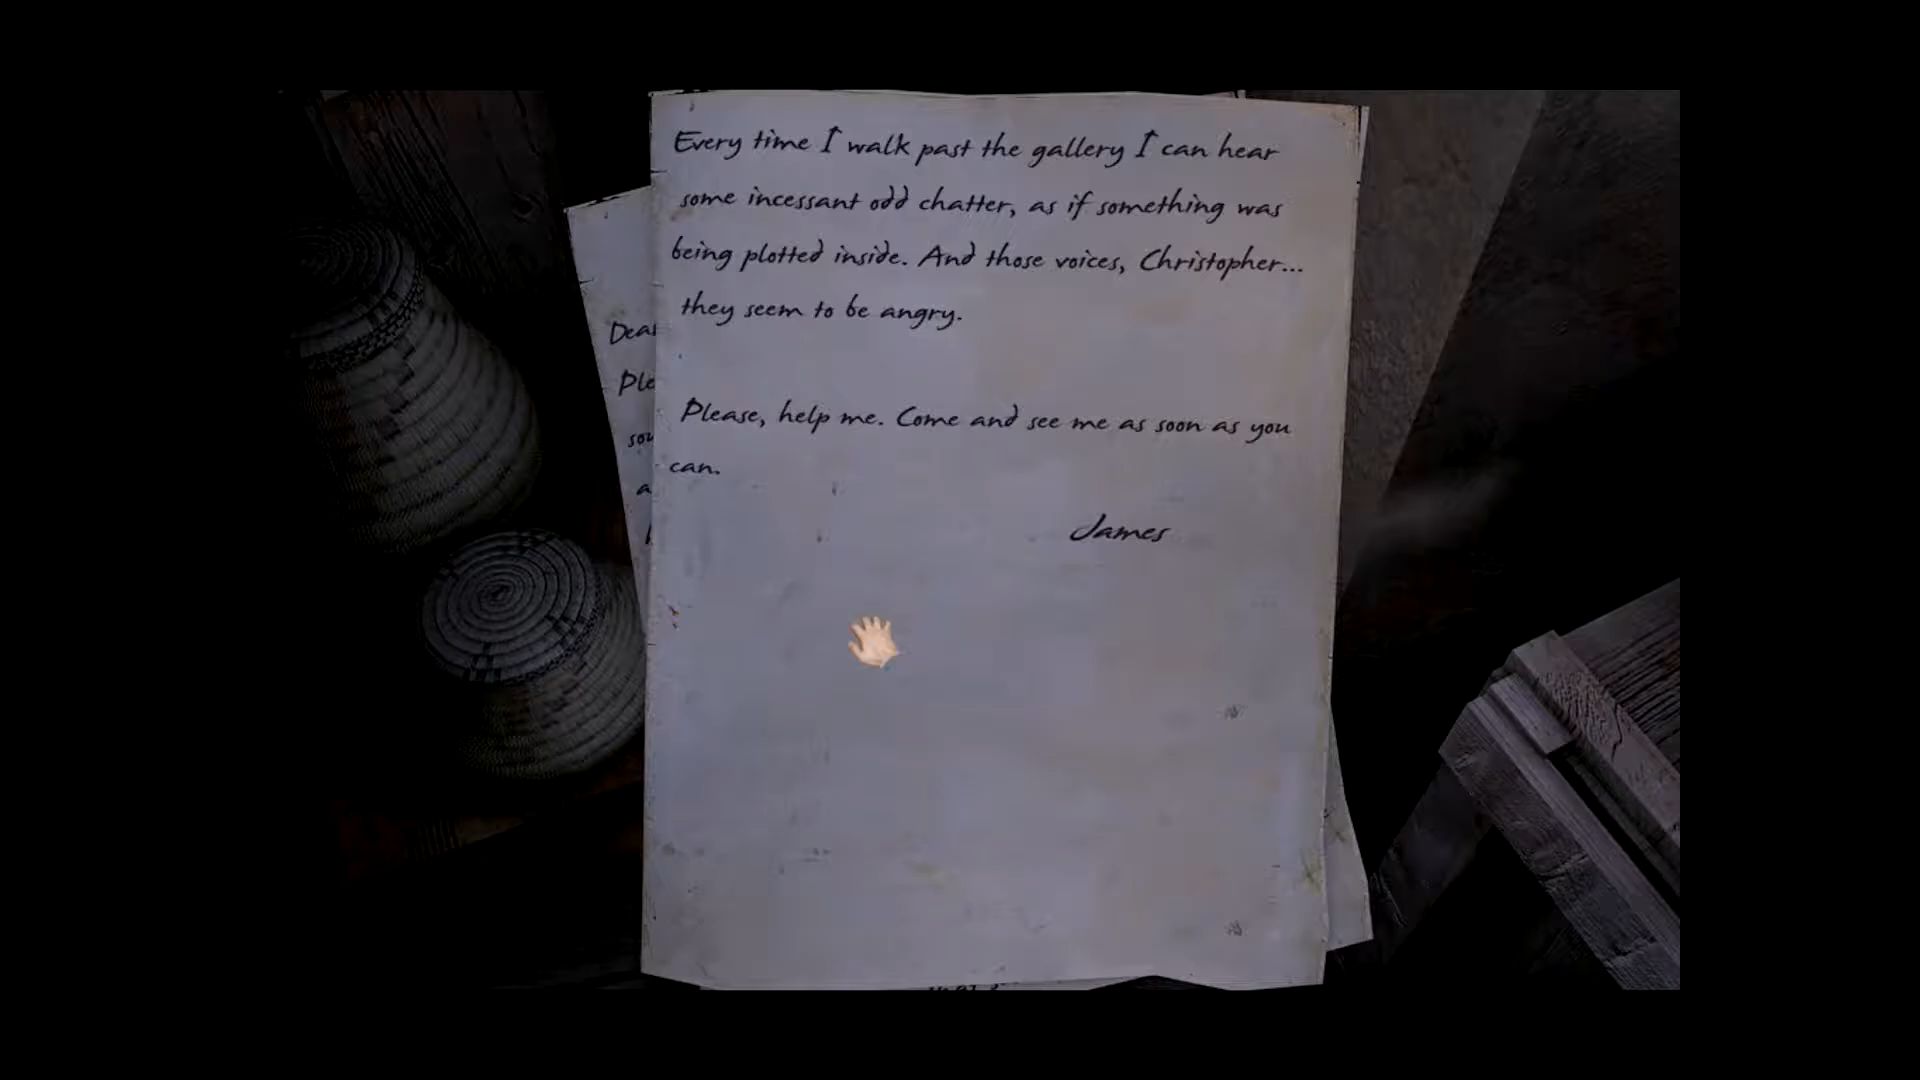 Every time I walk past the gallery I can hear
some incessant odd chatter, as if something was
being plotted inside. And those voices, Christopher...
they seem to be angry.
Please, help me. Come and see me as soon as you
can.
James